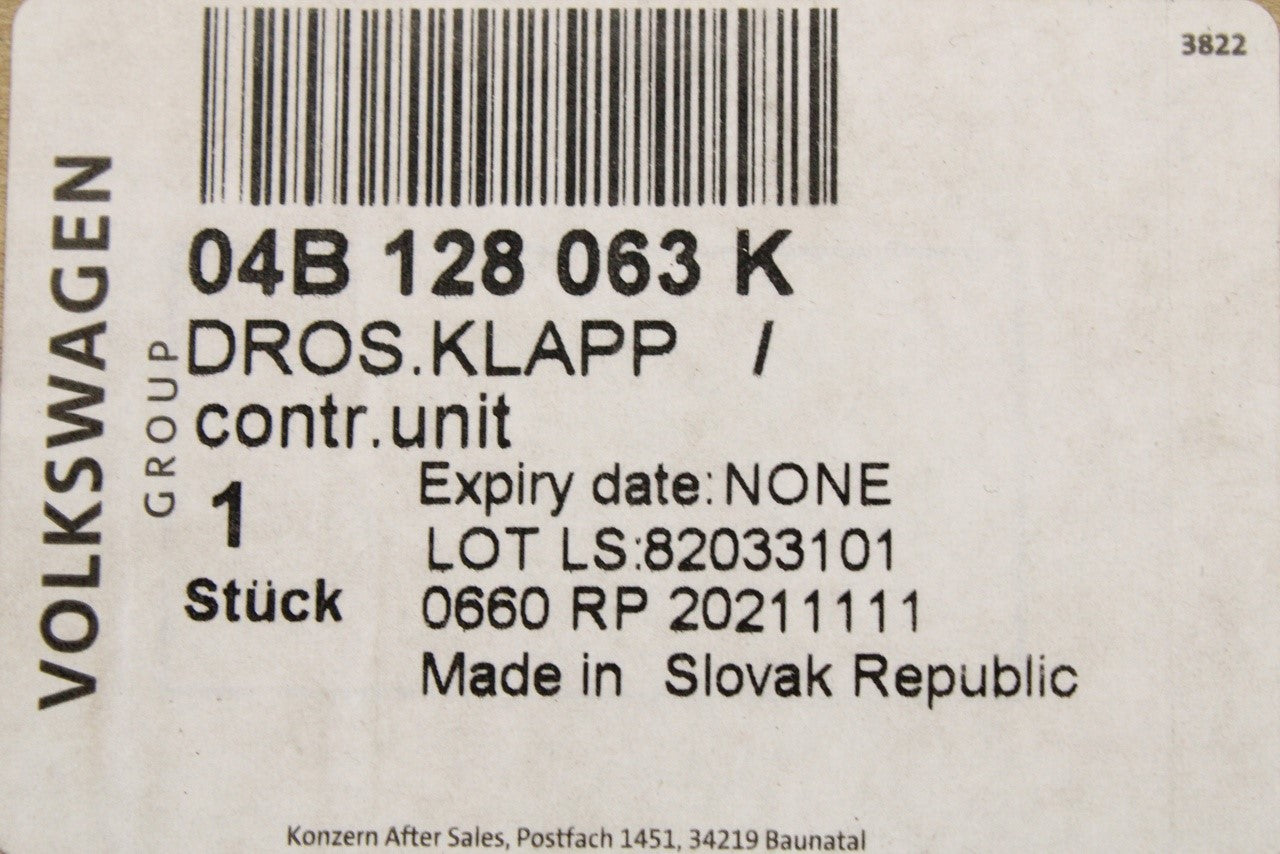 3822
VOLKSWAGEN
GROUP
04B 128 063 K
DROS.KLAPP /
contr.unit
1
Stück
Expiry date: NONE
LOT LS:82033101
0660 RP 20211111
Made in Slovak Republic
Konzern After Sales, Postfach 1451, 34219 Baunatal